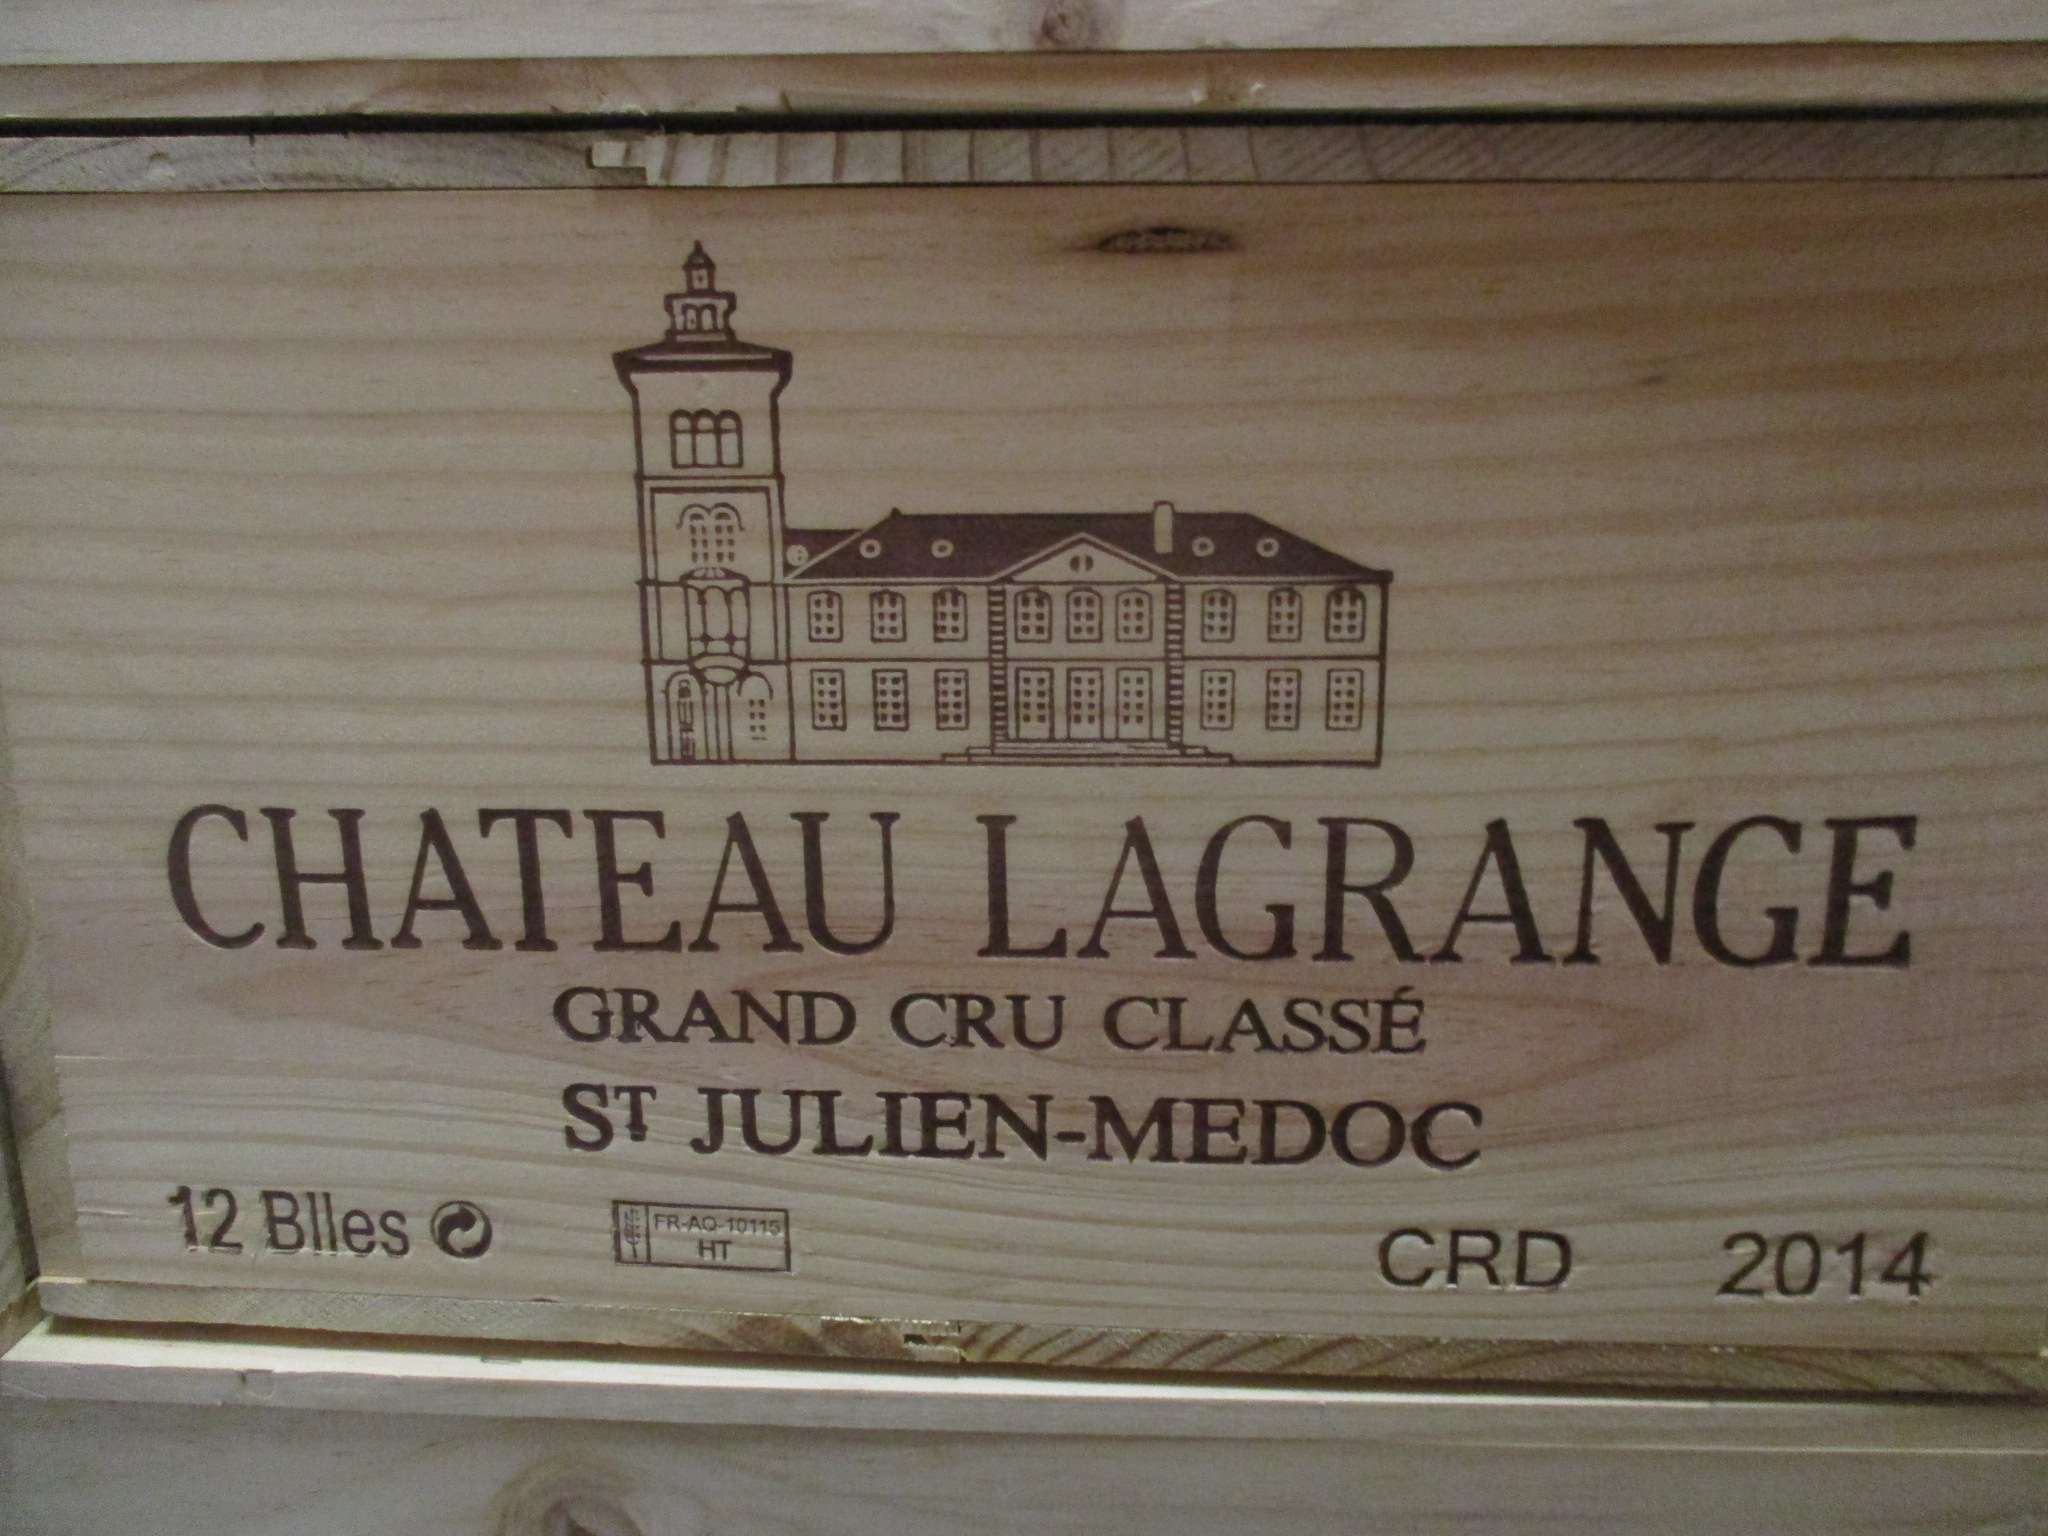 CHATEAU LAGRANGE
GRAND CRU CLASSÉ
ST JULIEN-MEDOC
12 Blles
FR-AQ-10115
HT
CRD 2014